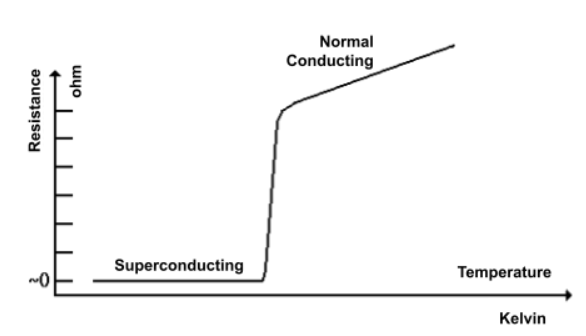 Normal
Conducting
Resistance
ohm
~0
Superconducting
Temperature
Kelvin